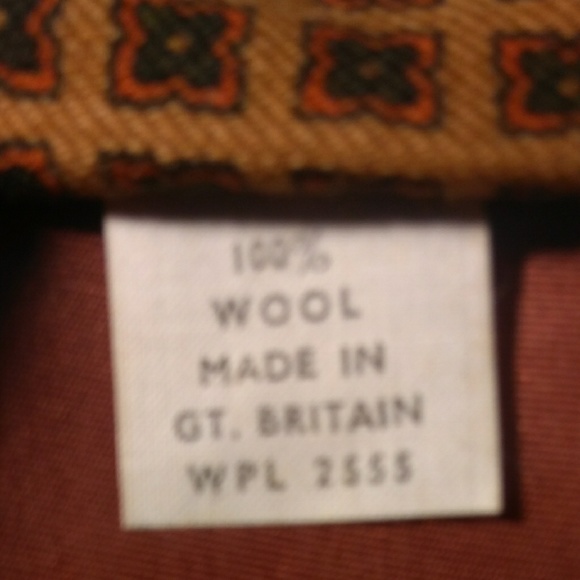 100%
WOOL
MADE IN
GT. BRITAIN
WPL 2555